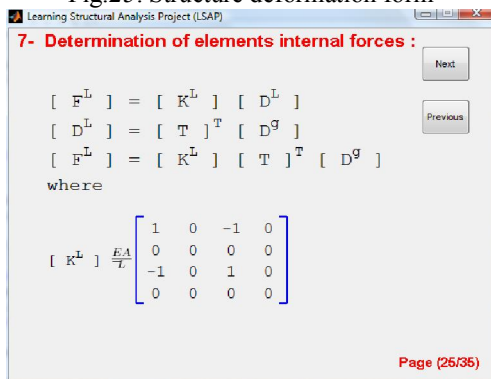 Fig.25: Structure deformation form
Learning Structural Analysis Project (LSAP)
7- Determination of elements internal forces :
Next
Previous
[ F^L ] = [ K^L ] [ D^L ]
[ D^L ] = [ T ]^T [ D^g ]
[ F^L ] = [ K^L ] [ T ]^T [ D^g ]
where
[ K^L ] EA/L [
1 0 -1 0
0 0 0 0
-1 0 1 0
0 0 0 0
]
Page (25/35)